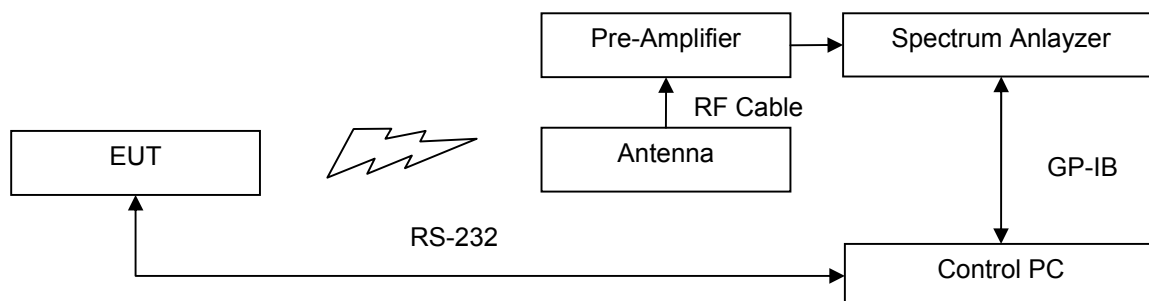 Pre-Amplifier
Spectrum Anlayzer
RF Cable
EUT
Antenna
GP-IB
RS-232
Control PC